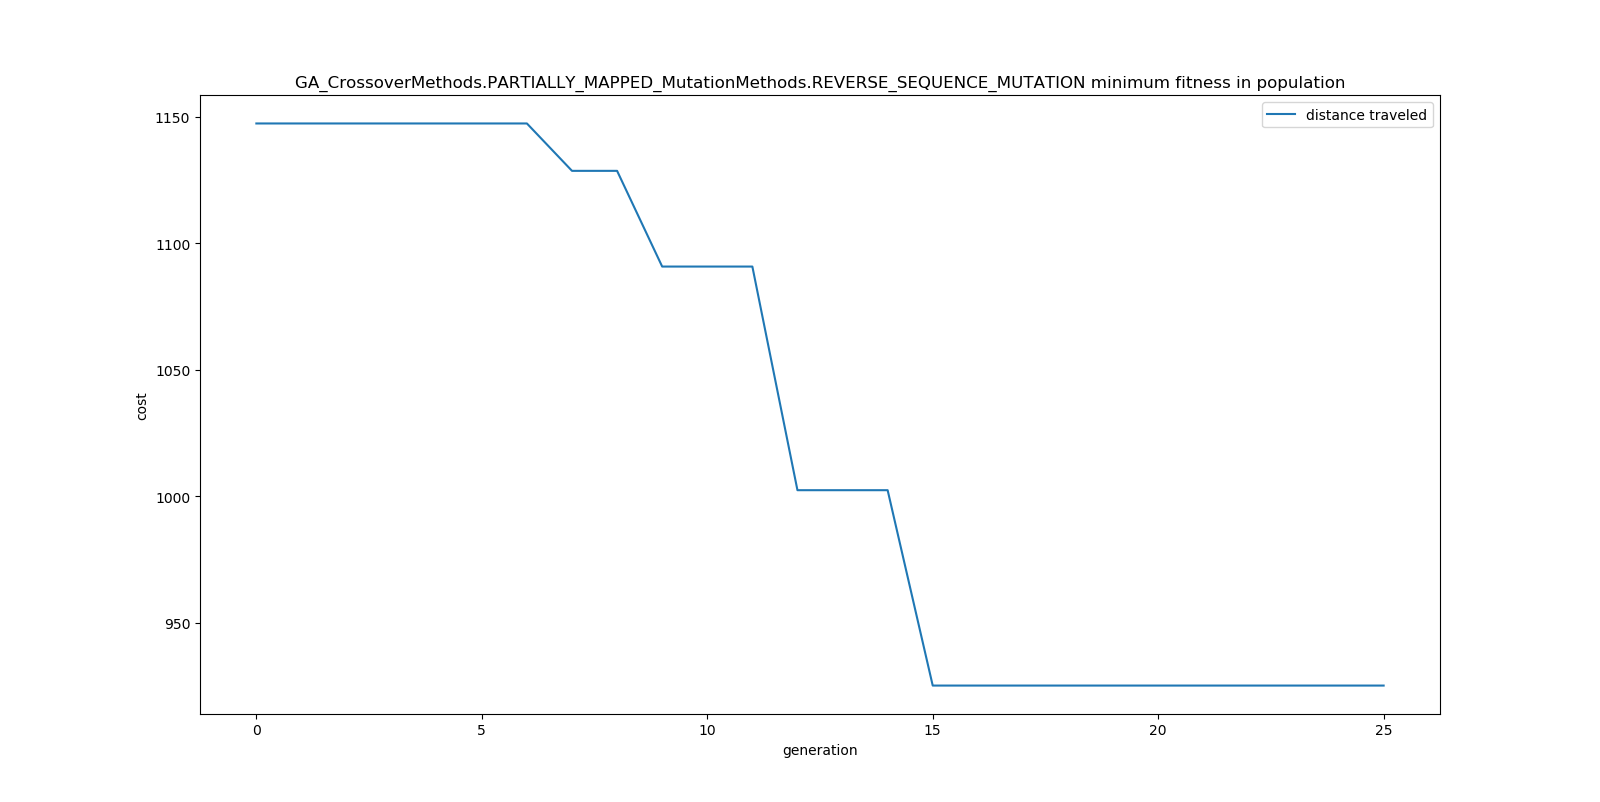 GA_CrossoverMethods.PARTIALLY_MAPPED_MutationMethods.REVERSE_SEQUENCE_MUTATION minimum fitness in population
distance traveled
1150
1100
1050
1000
950
cost
0 5 10 15 20 25
generation